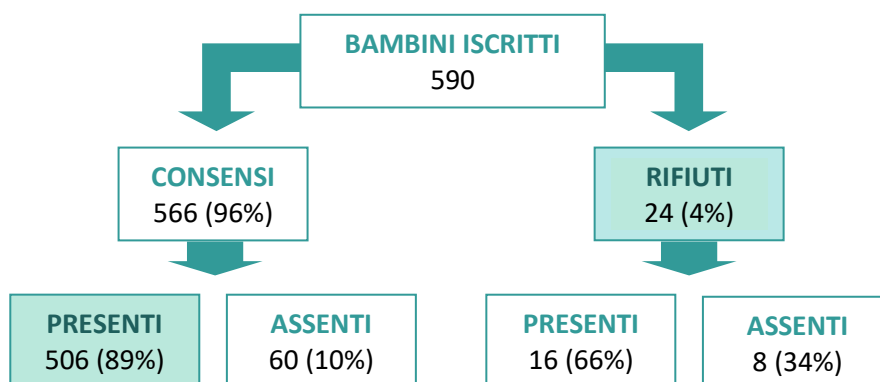 BAMBINI ISCRITTI
590
CONSENSI
566 (96%)
RIFIUTI
24 (4%)
PRESENTI
506 (89%)
ASSENTI
60 (10%)
PRESENTI
16 (66%)
ASSENTI
8 (34%)